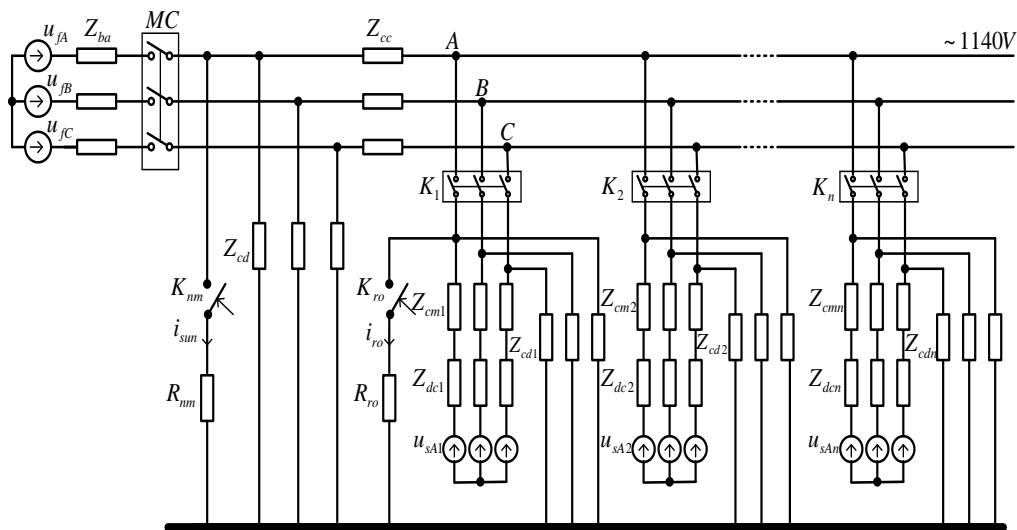 u_fA Z_ba MC Z_cc A ~ 1140V
u_fB B
u_fC C
K_1 K_2 K_n
Z_cd
K_nm K_ro Z_cm1 Z_cm2 Z_cmn
i_sun i_ro Z_cd1 Z_cd2 Z_cdn
R_nm R_ro Z_dc1 Z_dc2 Z_dcn
u_sA1 u_sA2 u_sAn